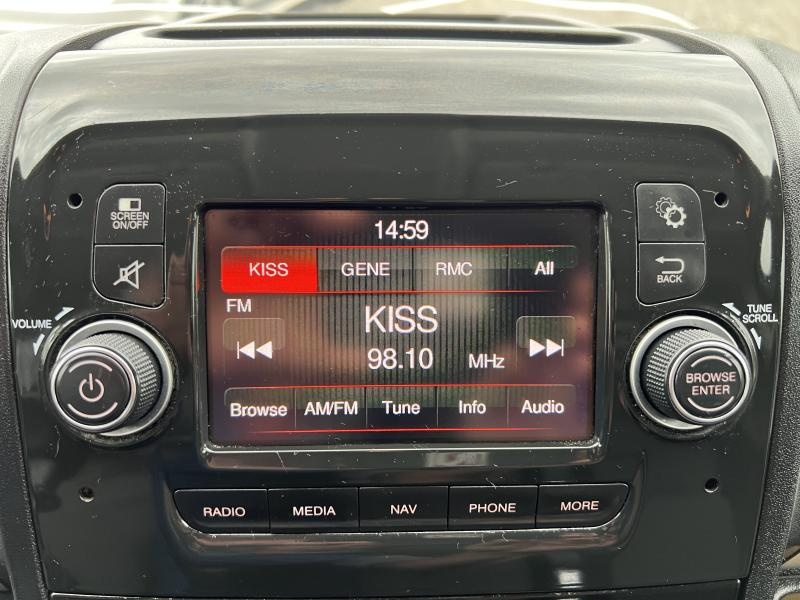 14:59
SCREEN
ON/OFF
KISS GENE RMC All
BACK
VOLUME
TUNE
SCROLL
FM
KISS
98.10 MHz
BROWSE
ENTER
Browse AM/FM Tune Info Audio
RADIO MEDIA NAV PHONE MORE